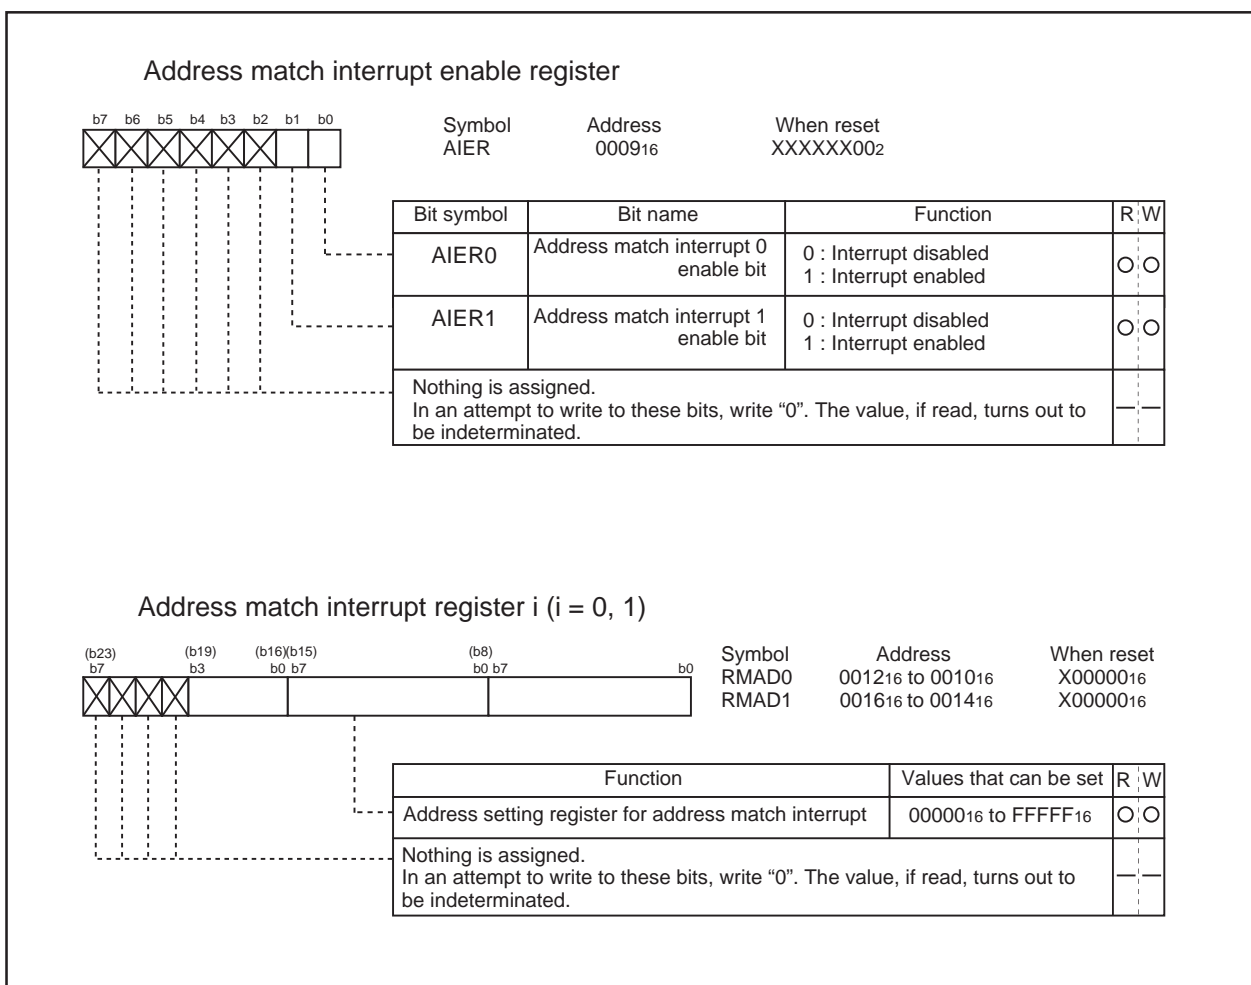 Address match interrupt enable register
b7 b6 b5 b4 b3 b2 b1 b0
Symbol Address When reset
AIER 000916 XXXXXX002
Bit symbol Bit name Function R W
AIER0 Address match interrupt 0 enable bit 0 : Interrupt disabled
1 : Interrupt enabled
AIER1 Address match interrupt 1 enable bit 0 : Interrupt disabled
1 : Interrupt enabled
Nothing is assigned.
In an attempt to write to these bits, write “0”. The value, if read, turns out to
be indeterminated.
Address match interrupt register i (i = 0, 1)
(b23) (b19) (b16)(b15) (b8)
b7 b3 b0 b7 b0 b7 b0
Symbol Address When reset
RMAD0 001216 to 001016 X0000016
RMAD1 001616 to 001416 X0000016
Function Values that can be set R W
Address setting register for address match interrupt 0000016 to FFFFF16
Nothing is assigned.
In an attempt to write to these bits, write “0”. The value, if read, turns out to
be indeterminated.